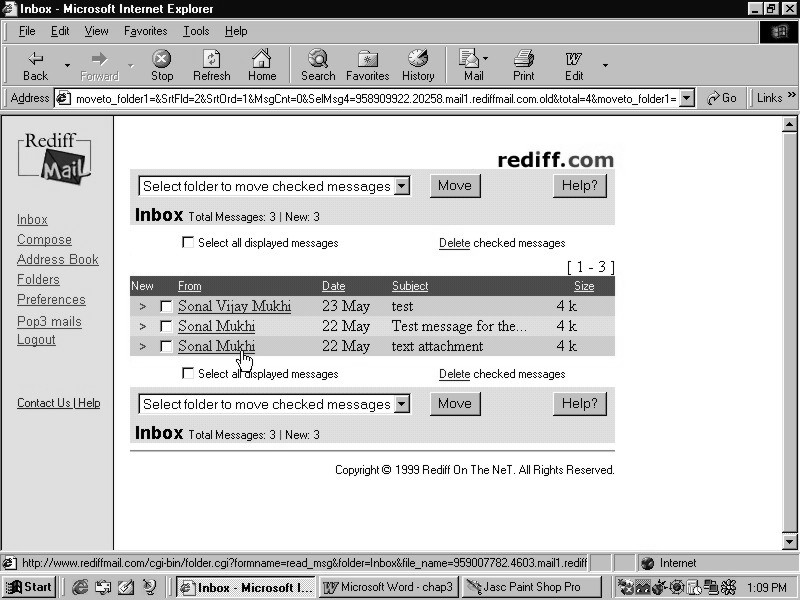 Inbox - Microsoft Internet Explorer
File Edit View Favorites Tools Help
Back Forward Stop Refresh Home Search Favorites History Mail Print Edit
Address moveto_folder1=&SrtFld=2&SrtOrd=1&MsgCnt=0&SelMsg4=958909922.20258.mail1.rediffmail.com.old&total=4&moveto_folder1= Go Links »
Rediff
Mail
rediff.com
Select folder to move checked messages Move Help?
Inbox Total Messages: 3 | New: 3
Select all displayed messages Delete checked messages
[ 1 - 3 ]
New From Date Subject Size
> Sonal Vijay Mukhi 23 May test 4 k
> Sonal Mukhi 22 May Test message for the... 4 k
> Sonal Mukhi 22 May text attachment 4 k
Select all displayed messages Delete checked messages
Select folder to move checked messages Move Help?
Inbox Total Messages: 3 | New: 3
Copyright © 1999 Rediff On The NeT. All Rights Reserved.
Inbox
Compose
Address Book
Folders
Preferences
Pop3 mails
Logout
Contact Us | Help
http://www.rediffmail.com/cgi-bin/folder.cgi?formname=read_msg&folder=Inbox&file_name=959007782.4603.mail1.rediff Internet
Start Inbox - Microsoft I... Microsoft Word - chap3 Jasc Paint Shop Pro 1:09 PM